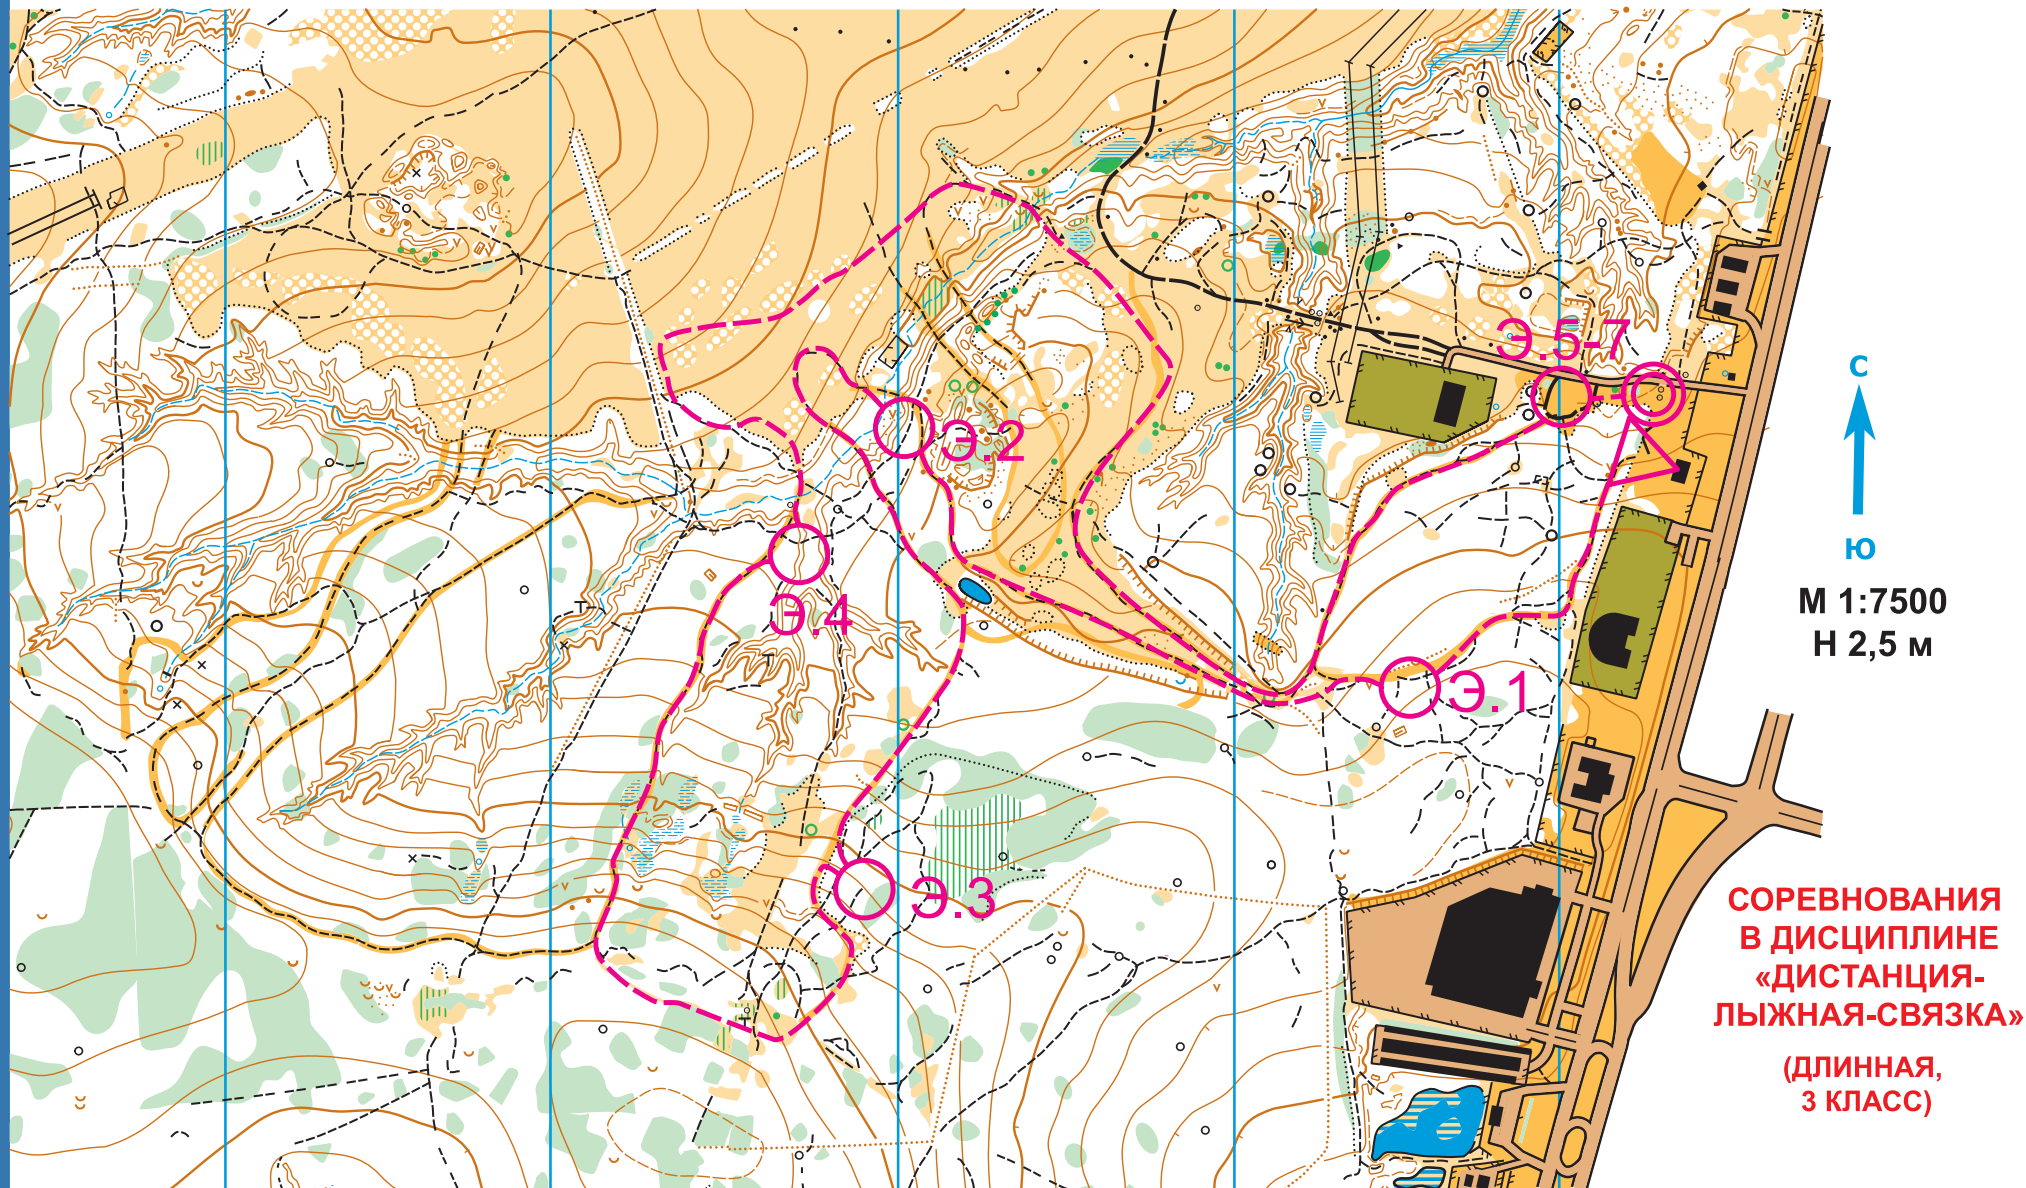 Э.5-7
С
Э.2
Ю
М 1:7500
Э.4
Н 2,5 м
Э.1
Э.3
СОРЕВНОВАНИЯ
В ДИСЦИПЛИНЕ
«ДИСТАНЦИЯ-
ЛЫЖНАЯ-СВЯЗКА»
(ДЛИННАЯ,
3 КЛАСС)